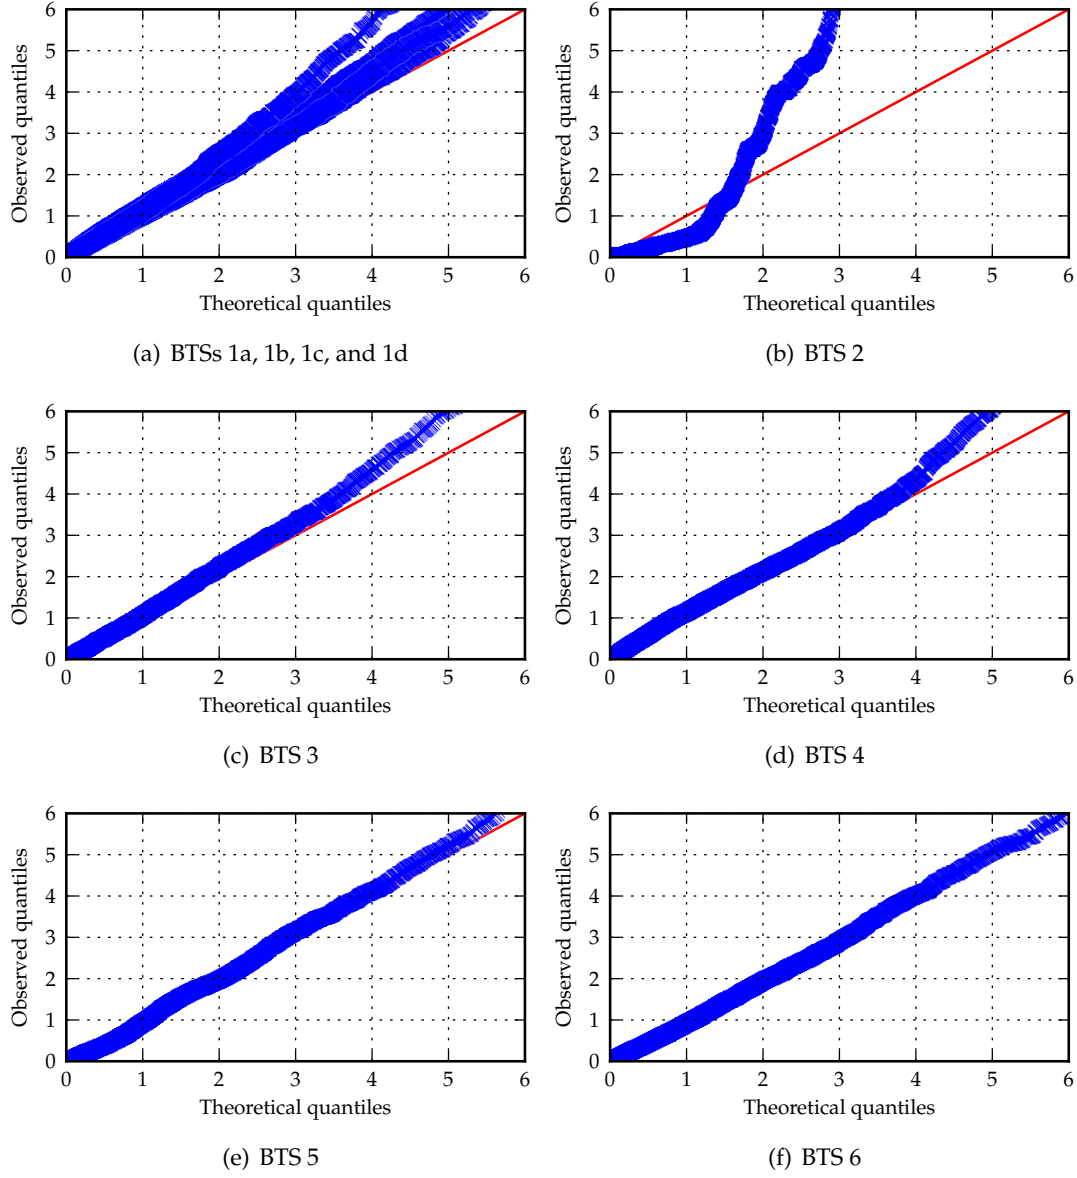 6
5
4
3
2
1
0
Observed quantiles
0 1 2 3 4 5 6
Theoretical quantiles
(a) BTSs 1a, 1b, 1c, and 1d
6
5
4
3
2
1
0
Observed quantiles
0 1 2 3 4 5 6
Theoretical quantiles
(b) BTS 2
6
5
4
3
2
1
0
Observed quantiles
0 1 2 3 4 5 6
Theoretical quantiles
(c) BTS 3
6
5
4
3
2
1
0
Observed quantiles
0 1 2 3 4 5 6
Theoretical quantiles
(d) BTS 4
6
5
4
3
2
1
0
Observed quantiles
0 1 2 3 4 5 6
Theoretical quantiles
(e) BTS 5
6
5
4
3
2
1
0
Observed quantiles
0 1 2 3 4 5 6
Theoretical quantiles
(f) BTS 6